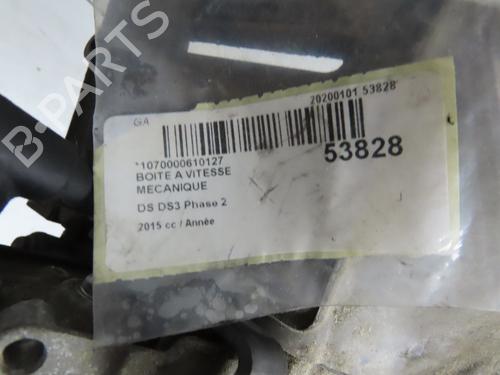 B-PARTS
GA
20200101 53828
53828
*1070000610127
BOITE A VITESSE
MECANIQUE
DS DS3 Phase 2
2015 cc / Année